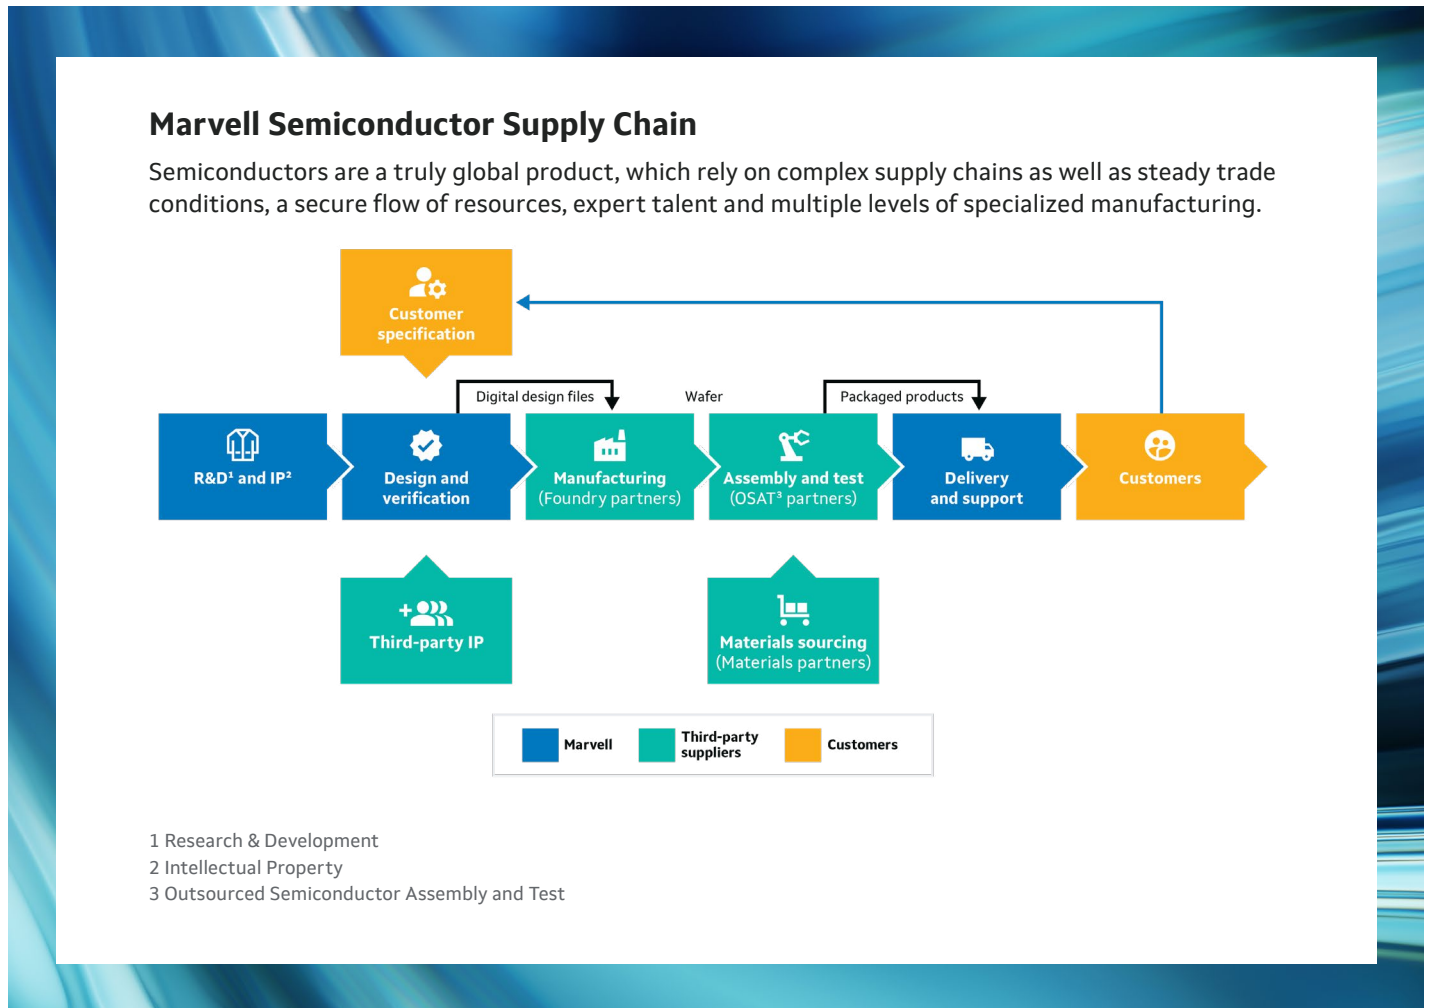 Marvell Semiconductor Supply Chain
Semiconductors are a truly global product, which rely on complex supply chains as well as steady trade
conditions, a secure flow of resources, expert talent and multiple levels of specialized manufacturing.
Customer
specification
Digital design files
Wafer
Packaged products
R&D¹ and IP²
Design and
verification
Manufacturing
(Foundry partners)
Assembly and test
(OSAT³ partners)
Delivery
and support
Customers
Third-party IP
Materials sourcing
(Materials partners)
Marvell
Third-party
suppliers
Customers
1 Research & Development
2 Intellectual Property
3 Outsourced Semiconductor Assembly and Test